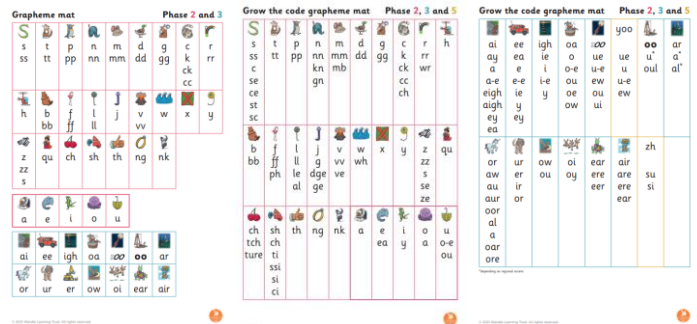 Grapheme mat Phase 2 and 3
s t p n m d g c r
ss tt pp nn mm dd gg k rr
ck
cc
h b f l j v w x y
bb ff ll vv
z qu ch sh th ng nk
zz
s
a e i o u
ai ee igh oa oo oo ar
or ur er ow oi ear air
Grow the code grapheme mat Phase 2, 3 and 5
s t p n m d g c r h
ss tt pp nn mm dd gg k rr
c kn mb ck wr
se gn cc
ce ch
st
sc
b f l j v w x y z qu
bb ff ll g vv wh zz
ph le dge ve s
al ge se
ze
ch sh th ng nk a e i o u
tch ch ea y a o-e
ture ti ou
ssi
si
ci
Grow the code grapheme mat Phase 2, 3 and 5
ai ee igh oa oo yoo oo ar
ay ea ie o ue u* a*
a e i o-e u-e ue oul al*
a-e e-e i-e ou ew u
eigh ie y oe ou u-e
aigh y ow ui ew
ey ey
ea
or ur ow oi ear air zh
aw er ou oy ere are
au ir eer ere su
aur or ear si
oor
al
a
oar
ore